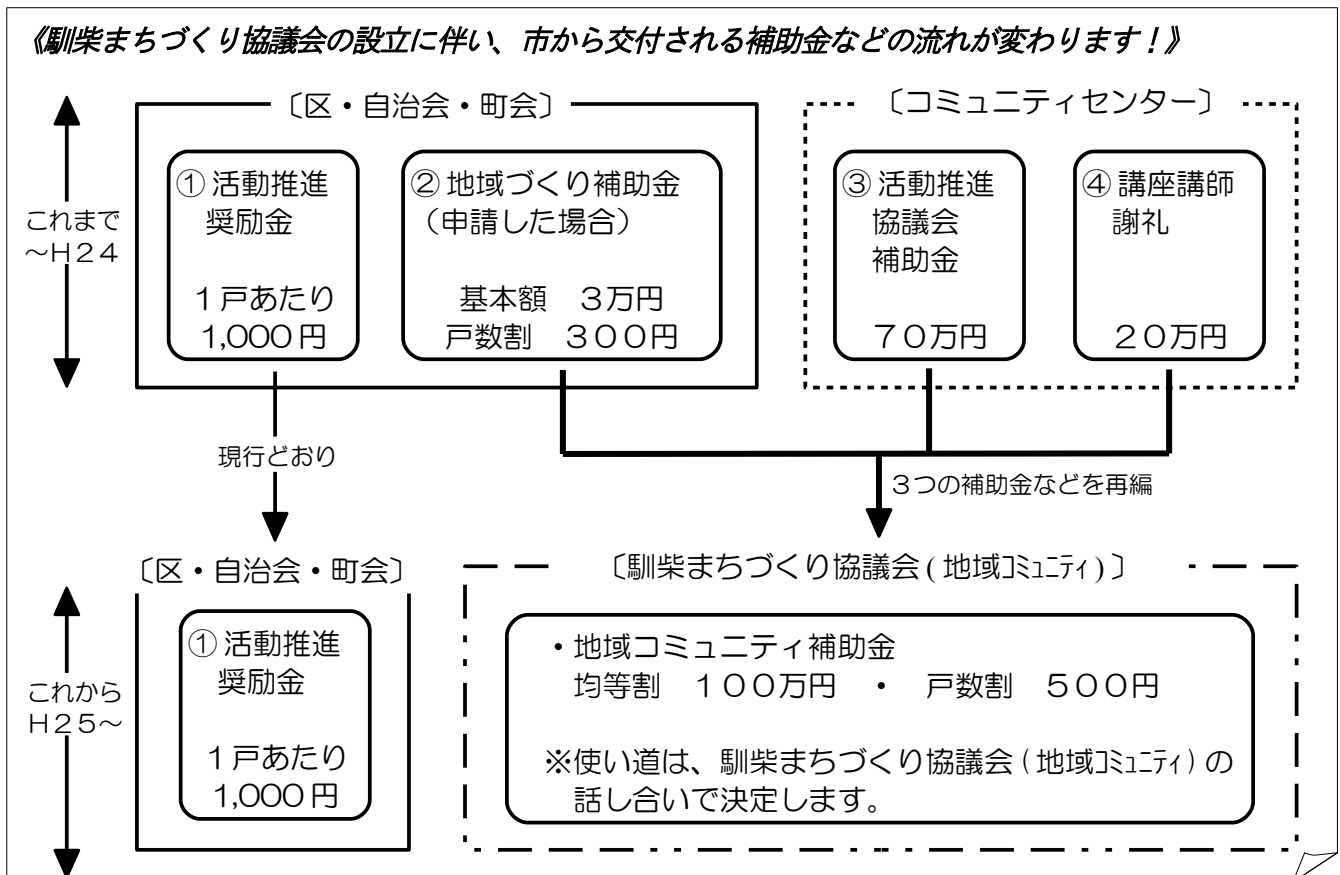 《馴柴まちづくり協議会の設立に伴い、市から交付される補助金などの流れが変わります！》
〔区・自治会・町会〕
〔コミュニティセンター〕
これまで
～H２４
①活動推進
奨励金
１戸あたり
1,000円
②地域づくり補助金
（申請した場合）
基本額　３万円
戸数割　３００円
③活動推進
協議会
補助金
７０万円
④講座講師
謝礼
２０万円
現行どおり
３つの補助金などを再編
これから
H２５～
〔区・自治会・町会〕
①活動推進
奨励金
１戸あたり
1,000円
〔馴柴まちづくり協議会(地域ｺﾐｭﾆﾃｨ)〕
・地域コミュニティ補助金
均等割　１００万円　・　戸数割　５００円
※使い道は、馴柴まちづくり協議会(地域ｺﾐｭﾆﾃｨ)の
話し合いで決定します。